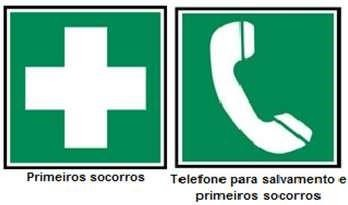 Primeiros socorros
Telefone para salvamento e
primeiros socorros